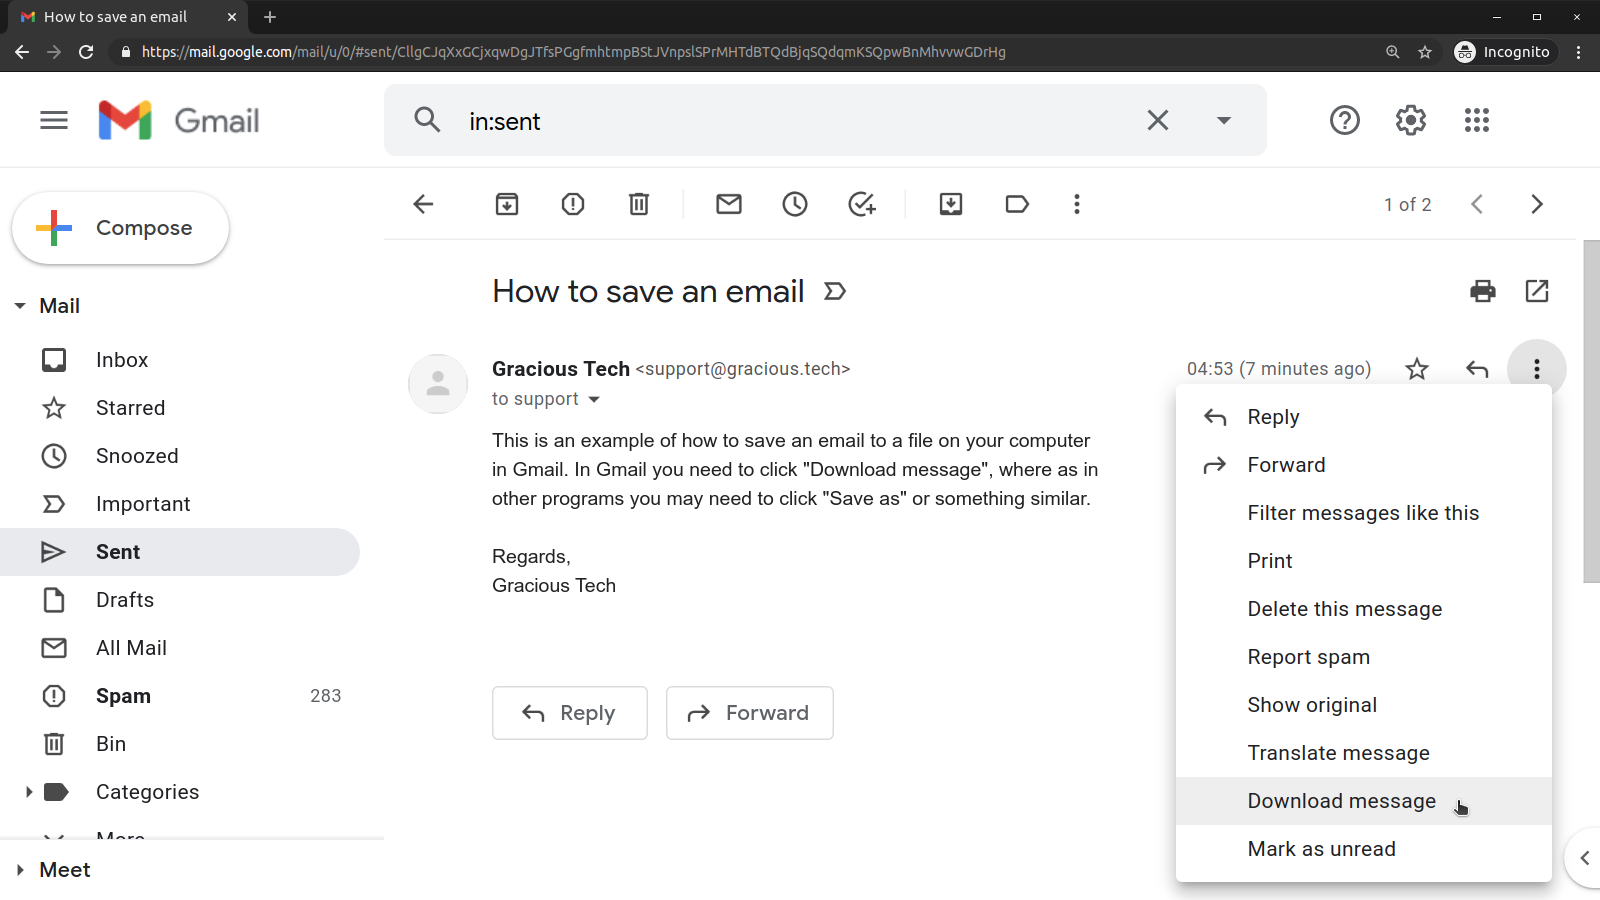 How to save an email
https://mail.google.com/mail/u/0/#sent/CllgCJqXxGCjxqwDgJTfsPGgfmhtmpBStJVnpslSPrMHTdBTQdBjqSQdqmKSQpwBnMhvvwGDrHg
Incognito
Gmail
in:sent
Compose
1 of 2
Mail
Inbox
Starred
Snoozed
Important
Sent
Drafts
All Mail
Spam 283
Bin
Categories
More
Meet
How to save an email
Gracious Tech <support@gracious.tech>
04:53 (7 minutes ago)
to support
This is an example of how to save an email to a file on your computer
in Gmail. In Gmail you need to click "Download message", where as in
other programs you may need to click "Save as" or something similar.
Regards,
Gracious Tech
Reply
Forward
Reply
Forward
Filter messages like this
Print
Delete this message
Report spam
Show original
Translate message
Download message
Mark as unread